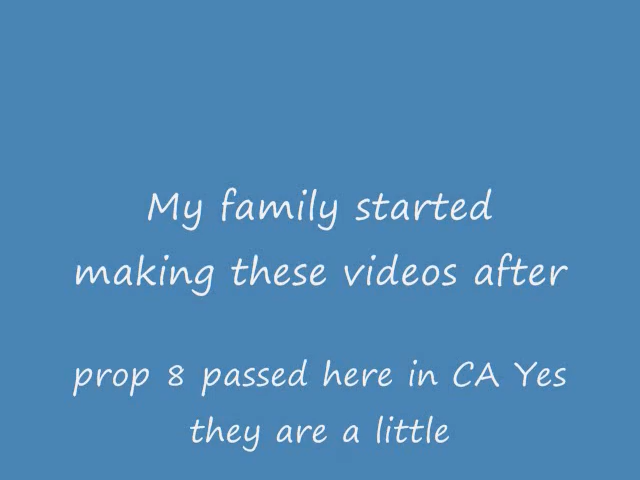 My family started
making these videos after
prop 8 passed here in CA Yes
they are a little